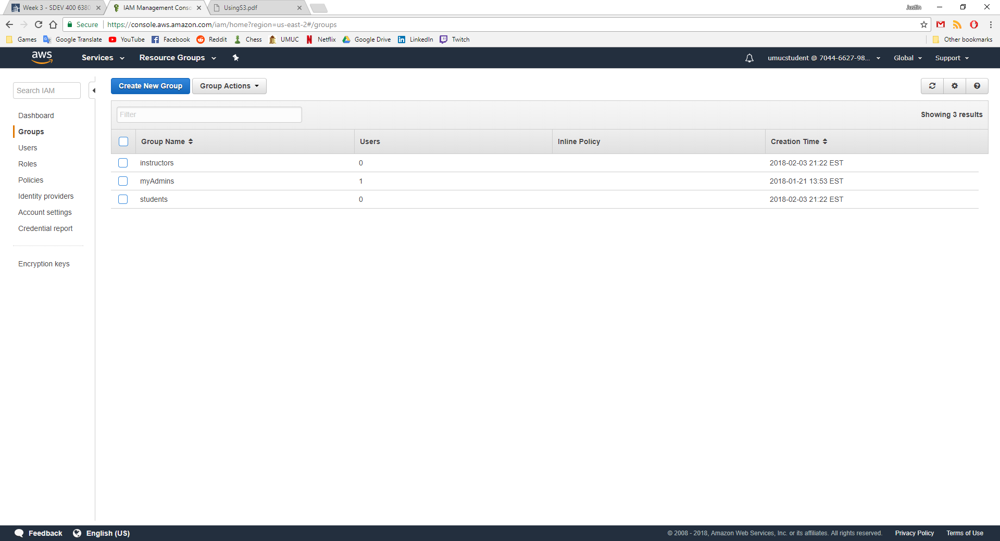 Week 3 - SDEV 400 6380
IAM Management Conso
UsingS3.pdf
Justin
Secure
https://console.aws.amazon.com/iam/home?region=us-east-2#/groups
Games Google Translate YouTube Facebook Reddit Chess UMUC Netflix Google Drive LinkedIn Twitch Other bookmarks
aws Services Resource Groups umucstudent @ 7044-6627-98... Global Support
Search IAM
Create New Group Group Actions
Dashboard
Groups
Users
Roles
Policies
Identity providers
Account settings
Credential report
Encryption keys
Filter
Showing 3 results
Group Name Users Inline Policy Creation Time
instructors 0 2018-02-03 21:22 EST
myAdmins 1 2018-01-21 13:53 EST
students 0 2018-02-03 21:22 EST
Feedback English (US) © 2008 - 2018, Amazon Web Services, Inc. or its affiliates. All rights reserved. Privacy Policy Terms of Use